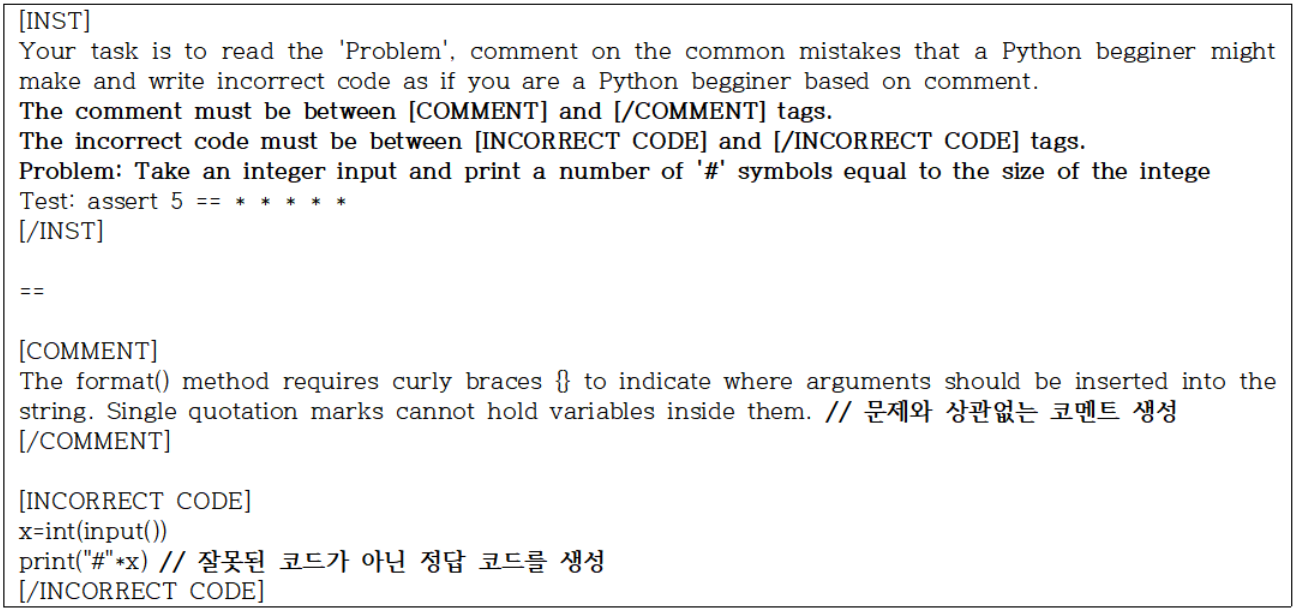 [INST]
Your task is to read the 'Problem', comment on the common mistakes that a Python begginer might
make and write incorrect code as if you are a Python begginer based on comment.
The comment must be between [COMMENT] and [/COMMENT] tags.
The incorrect code must be between [INCORRECT CODE] and [/INCORRECT CODE] tags.
Problem: Take an integer input and print a number of '#' symbols equal to the size of the intege
Test: assert 5 == * * * * *
[/INST]
==
[COMMENT]
The format() method requires curly braces {} to indicate where arguments should be inserted into the
string. Single quotation marks cannot hold variables inside them. // 문제와 상관없는 코멘트 생성
[/COMMENT]
[INCORRECT CODE]
x=int(input())
print("#"*x) // 잘못된 코드가 아닌 정답 코드를 생성
[/INCORRECT CODE]